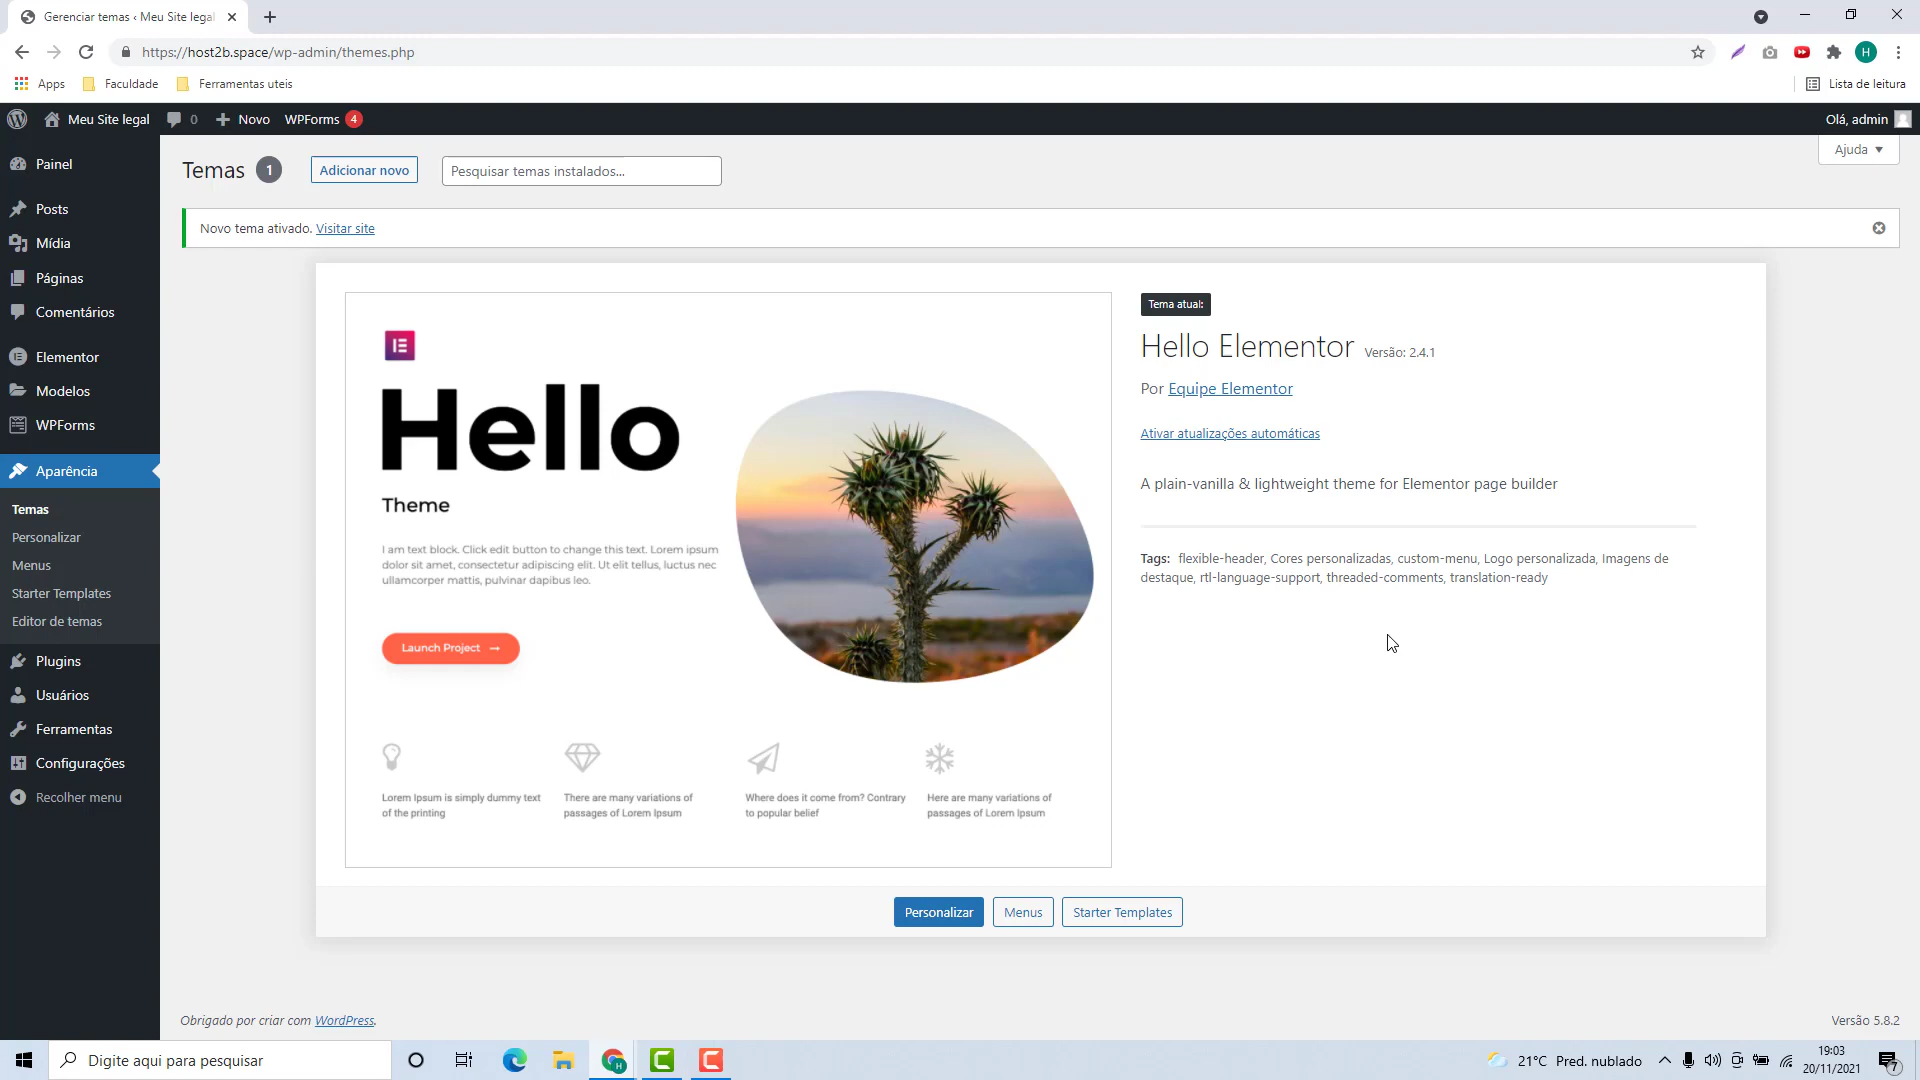 Gerenciar temas ‹ Meu Site legal
https://host2b.space/wp-admin/themes.php
H
Apps
Faculdade
Ferramentas uteis
Lista de leitura
Meu Site legal
0
Novo
WPForms 4
Olá, admin
Painel
Posts
Mídia
Páginas
Comentários
Elementor
Modelos
WPForms
Aparência
Temas
Personalizar
Menus
Starter Templates
Editor de temas
Plugins
Usuários
Ferramentas
Configurações
Recolher menu
Temas 1
Adicionar novo
Pesquisar temas instalados...
Ajuda
Novo tema ativado. Visitar site
Hello
Theme
I am text block. Click edit button to change this text. Lorem ipsum
dolor sit amet, consectetur adipiscing elit. Ut elit tellus, luctus nec
ullamcorper mattis, pulvinar dapibus leo.
Launch Project →
Lorem Ipsum is simply dummy text
of the printing
There are many variations of
passages of Lorem Ipsum
Where does it come from? Contrary
to popular belief
Here are many variations of
passages of Lorem Ipsum
Tema atual:
Hello Elementor Versão: 2.4.1
Por Equipe Elementor
Ativar atualizações automáticas
A plain-vanilla & lightweight theme for Elementor page builder
Tags: flexible-header, Cores personalizadas, custom-menu, Logo personalizada, Imagens de
destaque, rtl-language-support, threaded-comments, translation-ready
Personalizar
Menus
Starter Templates
Obrigado por criar com WordPress.
Versão 5.8.2
Digite aqui para pesquisar
21°C Pred. nublado
19:03
20/11/2021
7